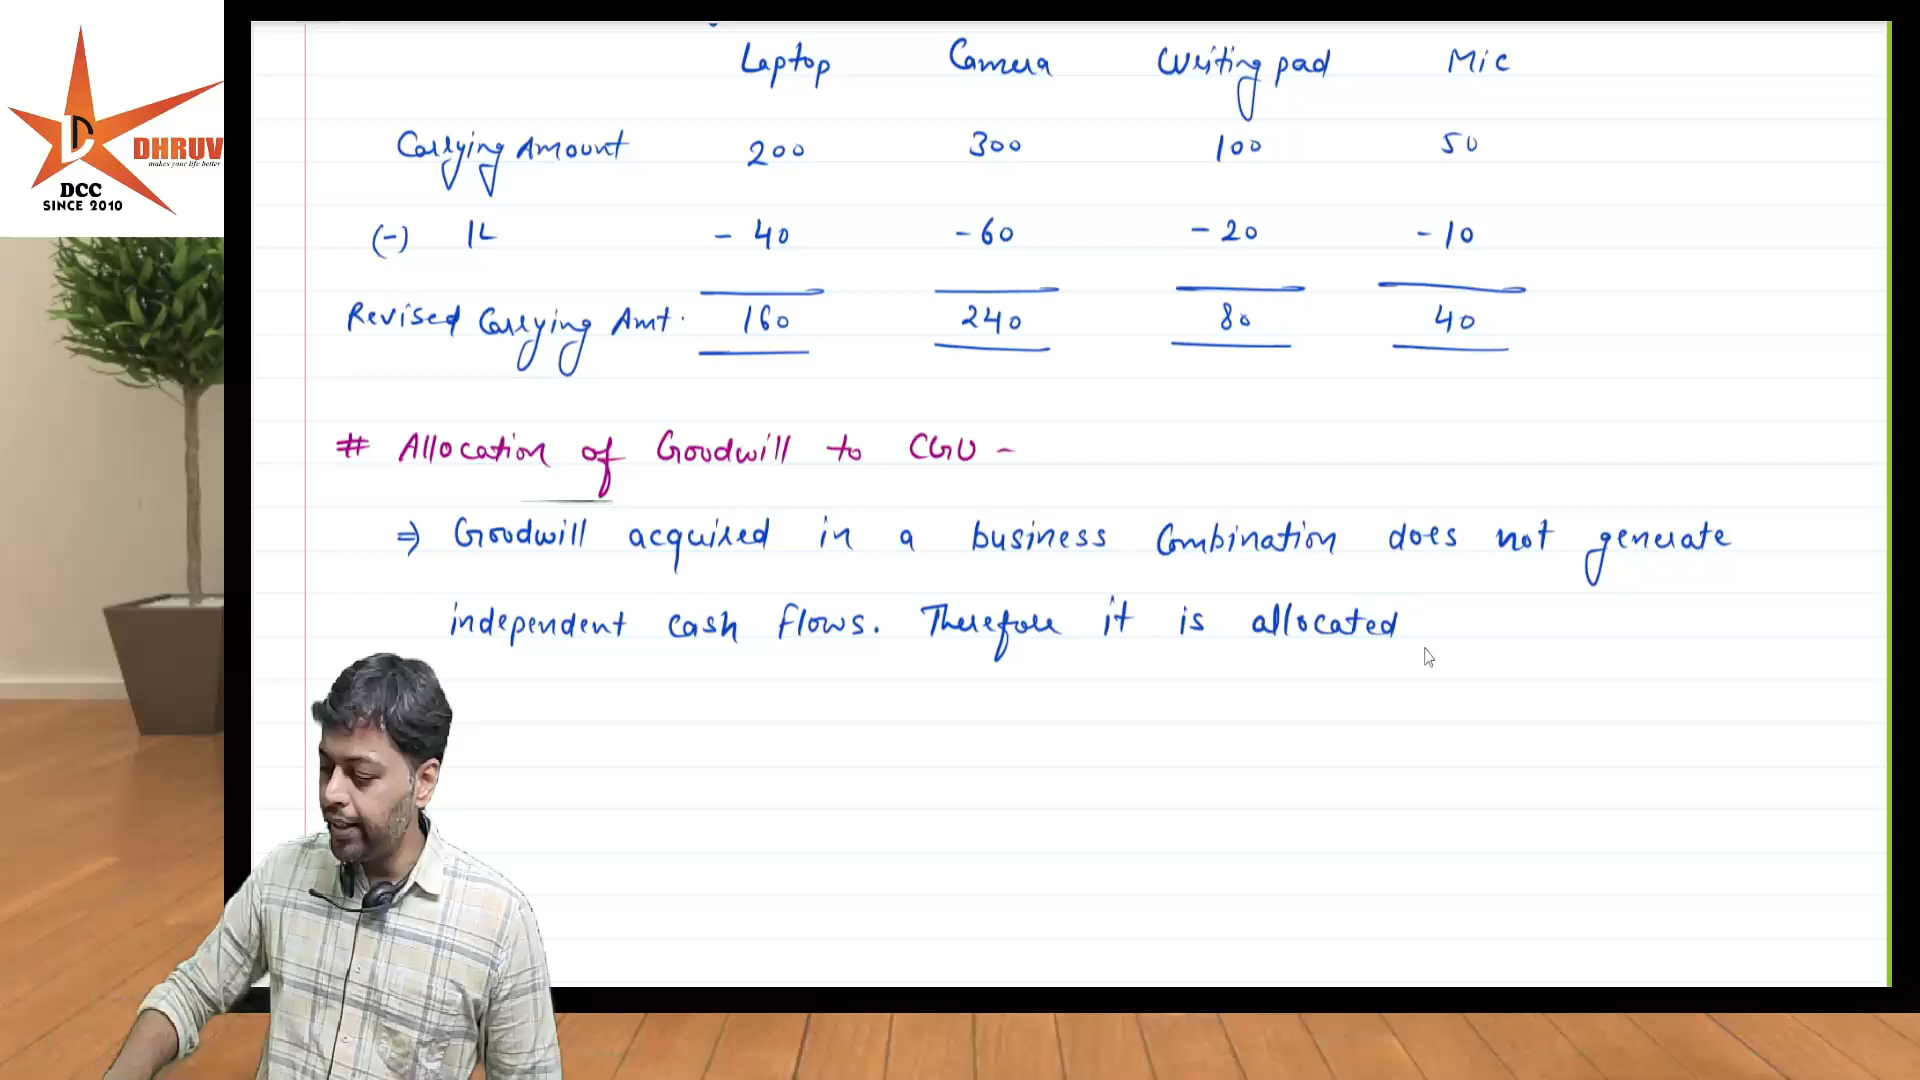 DHRUV
makes your life better
DCC
SINCE 2010
Laptop Camera Writing pad Mic
Carrying Amount 200 300 100 50
(-) IL - 40 - 60 - 20 - 10
Revised Carrying Amt. 160 240 80 40
# Allocation of Goodwill to CGU -
⇒ Goodwill acquired in a business Combination does not generate
independent cash flows. Therefore it is allocated